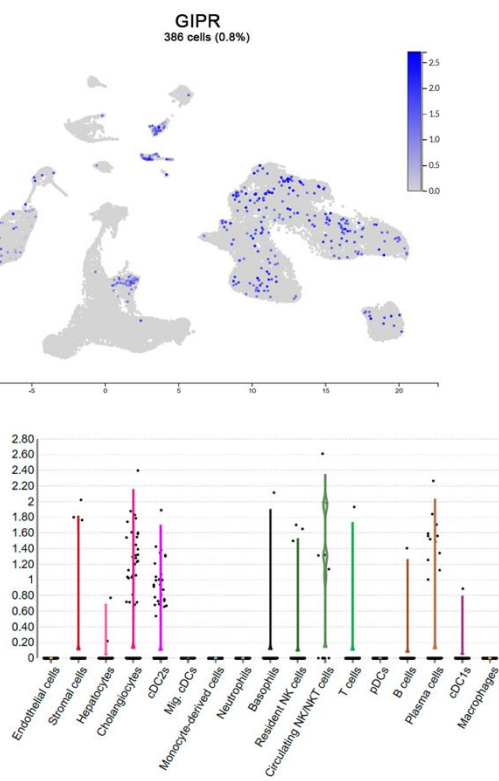 GIPR
386 cells (0.8%)
2.5
2.0
1.5
1.0
0.5
0.0
-5
0
5
10
15
20
2.80
2.60
2.40
2.20
2
1.80
1.60
1.40
1.20
1
0.80
0.60
0.40
0.20
0
Endothelial cells
Stromal cells
Hepatocytes
Cholangiocytes
cDC2s
Mig. cDCs
Monocyte-derived cells
Neutrophils
Basophils
Resident NK cells
Circulating NK/NKT cells
T cells
pDCs
B cells
Plasma cells
cDC1s
Macrophages